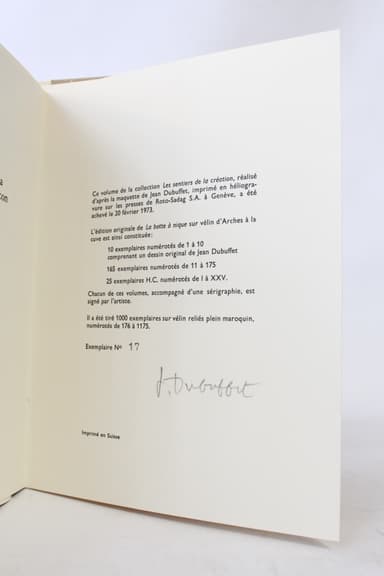 a
con
Ce volume de la collection Les sentiers de la création, réalisé
d'après la maquette de Jean Dubuffet, imprimé en héliogra-
vure sur les presses de Roto-Sadag S.A. à Genève, a été
achevé le 20 février 1973.
L'édition originale de La botte à nique sur vélin d'Arches à la
cuve est ainsi constituée:
10 exemplaires numérotés de 1 à 10
comprenant un dessin original de Jean Dubuffet
165 exemplaires numérotés de 11 à 175
25 exemplaires H.C. numérotés de I à XXV.
Chacun de ces volumes, accompagné d'une sérigraphie, est
signé par l'artiste.
Il a été tiré 1000 exemplaires sur vélin reliés plein maroquin,
numérotés de 176 à 1175.
Exemplaire Nº 17
J. Dubuffet
Imprimé en Suisse